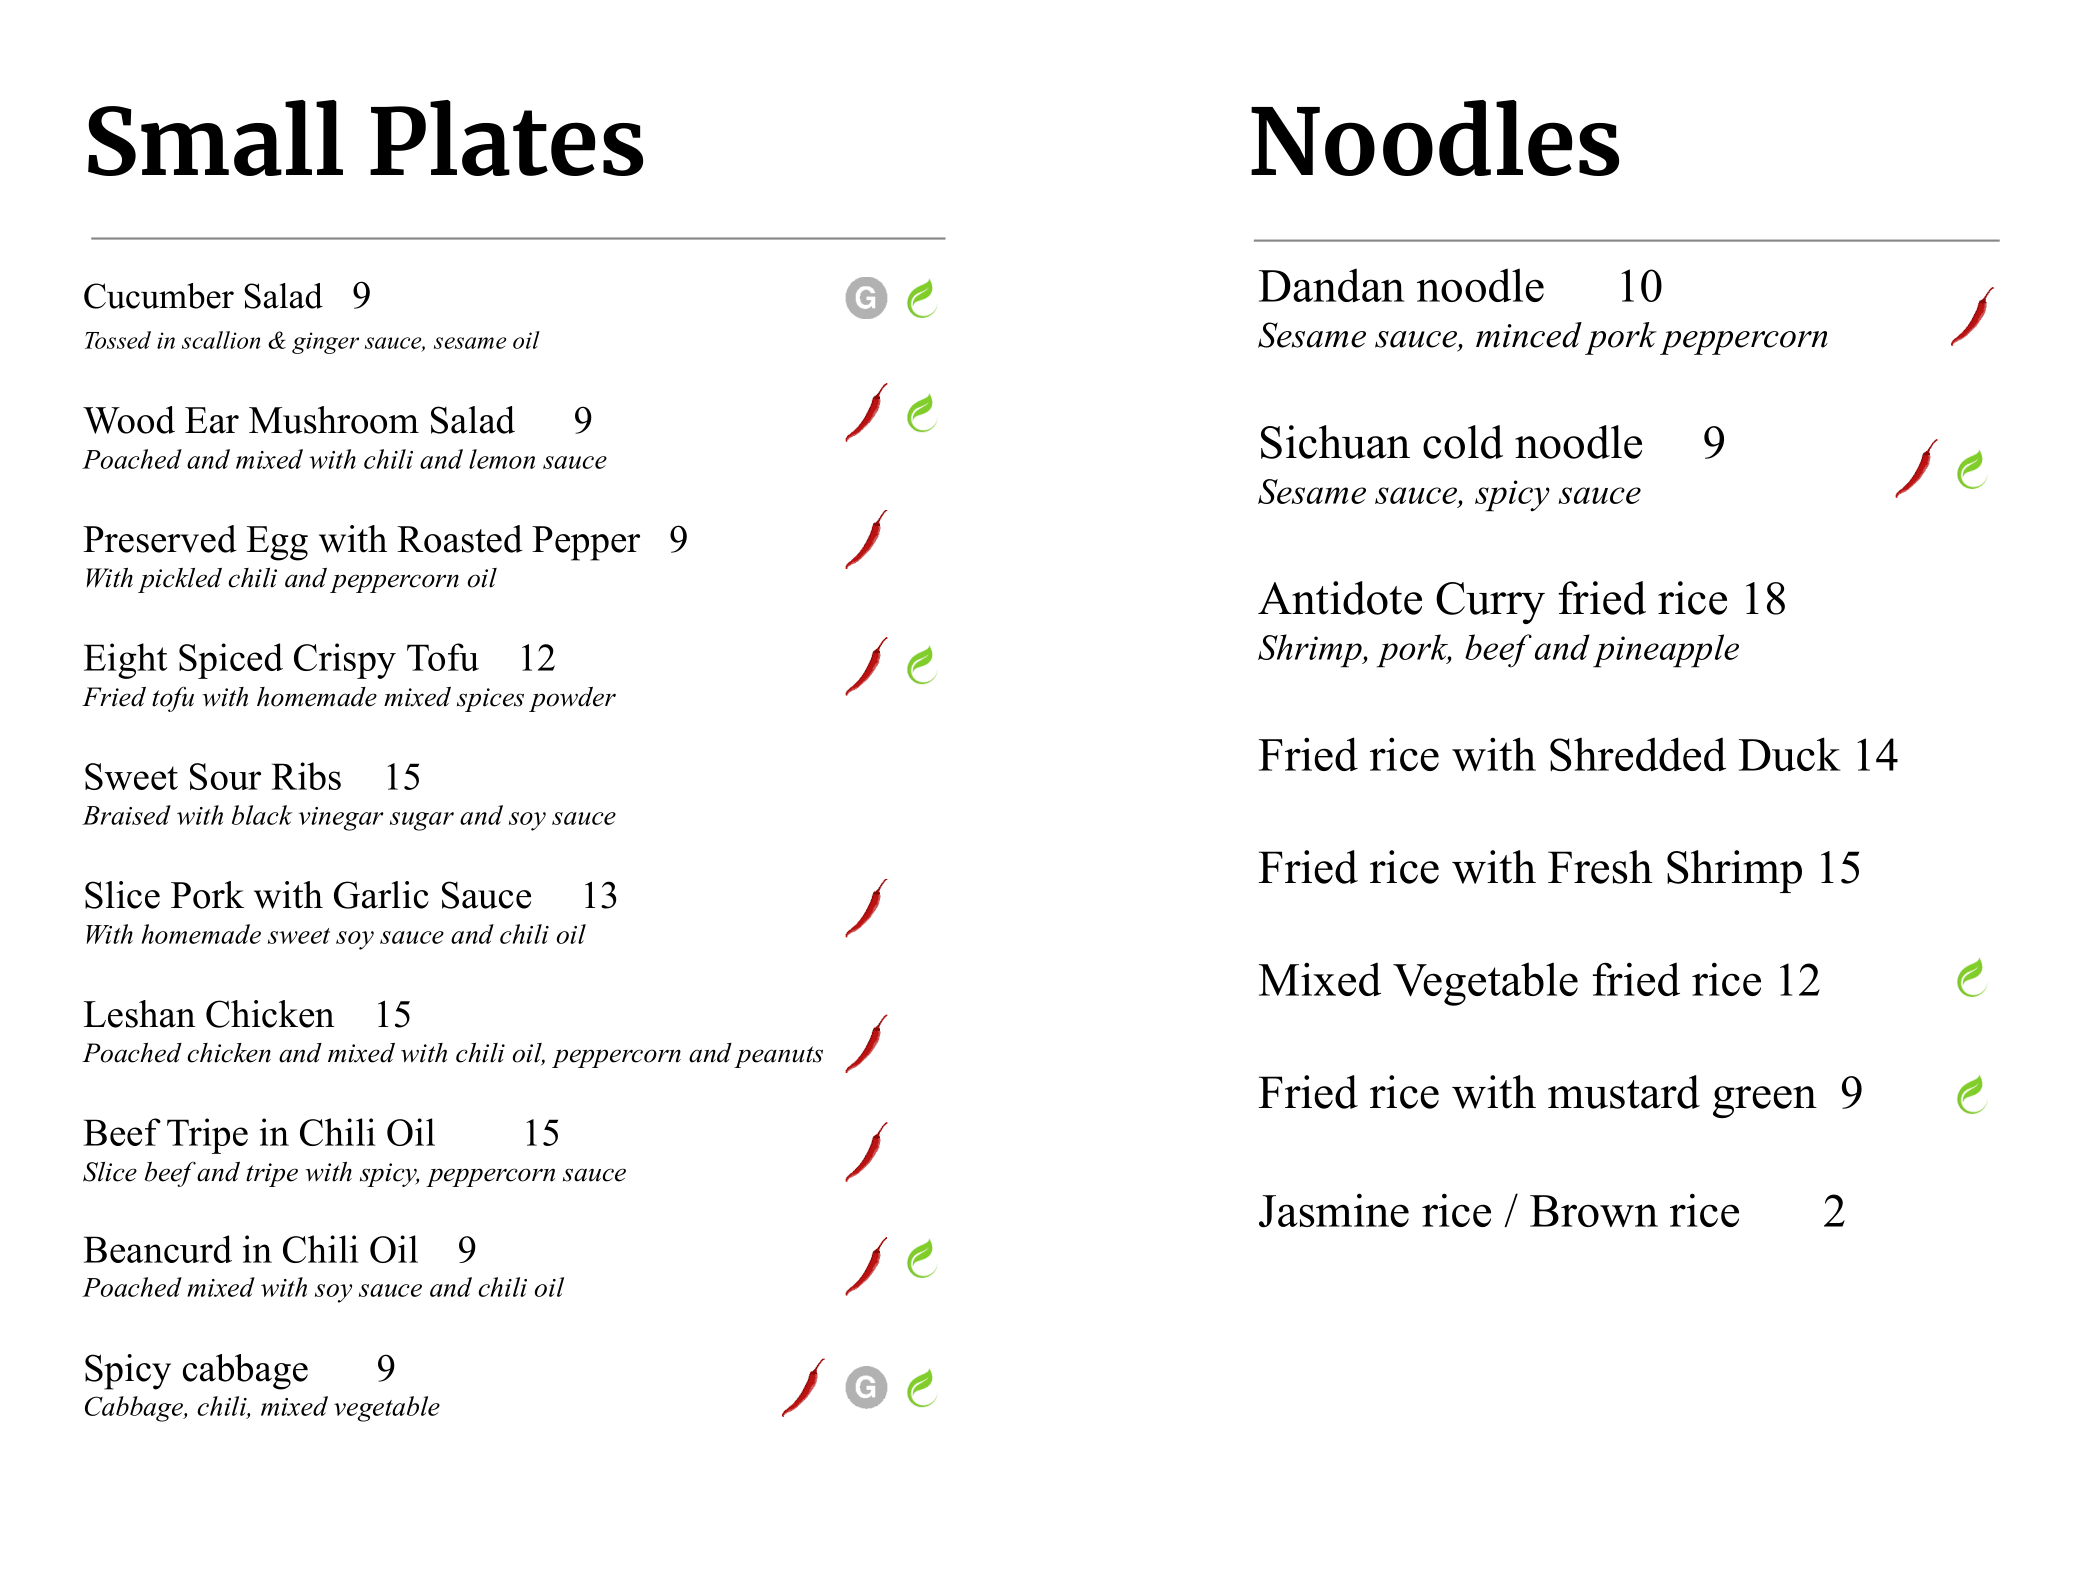 Small Plates
Cucumber Salad 9
Tossed in scallion & ginger sauce, sesame oil
Wood Ear Mushroom Salad 9
Poached and mixed with chili and lemon sauce
Preserved Egg with Roasted Pepper 9
With pickled chili and peppercorn oil
Eight Spiced Crispy Tofu 12
Fried tofu with homemade mixed spices powder
Sweet Sour Ribs 15
Braised with black vinegar sugar and soy sauce
Slice Pork with Garlic Sauce 13
With homemade sweet soy sauce and chili oil
Leshan Chicken 15
Poached chicken and mixed with chili oil, peppercorn and peanuts
Beef Tripe in Chili Oil 15
Slice beef and tripe with spicy, peppercorn sauce
Beancurd in Chili Oil 9
Poached mixed with soy sauce and chili oil
Spicy cabbage 9
Cabbage, chili, mixed vegetable
G
G
Noodles
Dandan noodle 10
Sesame sauce, minced pork peppercorn
Sichuan cold noodle 9
Sesame sauce, spicy sauce
Antidote Curry fried rice 18
Shrimp, pork, beef and pineapple
Fried rice with Shredded Duck 14
Fried rice with Fresh Shrimp 15
Mixed Vegetable fried rice 12
Fried rice with mustard green 9
Jasmine rice / Brown rice 2